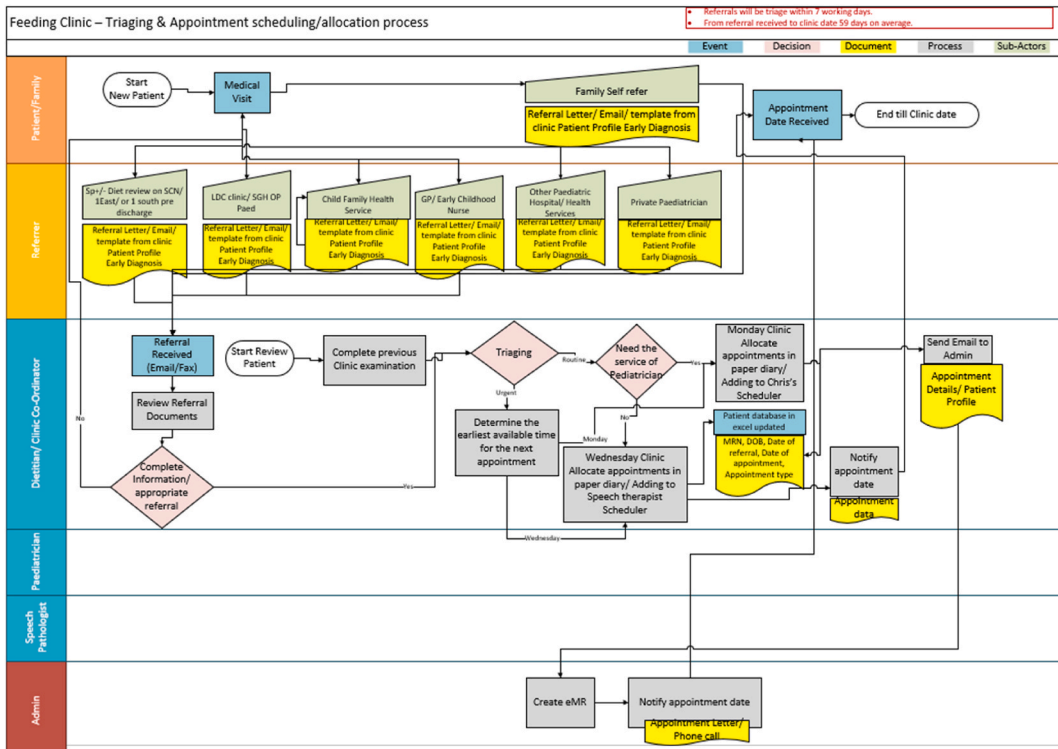 Feeding Clinic – Triaging & Appointment scheduling/allocation process
Referrals will be triage within 7 working days.
From referral received to clinic date 59 days on average.
Event
Decision
Document
Process
Sub-Actors
Patient/Family
Start
New Patient
Medical
Visit
Family Self refer
Referral Letter/ Email/ template from
clinic Patient Profile Early Diagnosis
Appointment
Date Received
End till Clinic date
Referrer
Sp+/- Diet review on SCN/
1East/ or 1 south pre
discharge
Referral Letter/ Email/
template from clinic
Patient Profile
Early Diagnosis
LDC clinic/ SGH OP
Paed
Referral Letter/ Email/
template from clinic
Patient Profile
Early Diagnosis
Child Family Health
Service
Referral Letter/ Email/
template from clinic
Patient Profile
Early Diagnosis
GP/ Early Childhood
Nurse
Referral Letter/ Email/
template from clinic
Patient Profile
Early Diagnosis
Other Paediatric
Hospital/ Health
Services
Referral Letter/ Email/
template from clinic
Patient Profile
Early Diagnosis
Private Paediatrician
Referral Letter/ Email/
template from clinic
Patient Profile
Early Diagnosis
Dietitian/ Clinic Co-Ordinator
Referral
Received
(Email/Fax)
Review Referral
Documents
Complete
Information/
appropriate
referral
No
Yes
Start Review
Patient
Complete previous
Clinic examination
Triaging
Routine
Urgent
Determine the
earliest available time
for the next
appointment
Monday
Wednesday
Need the
service of
Pediatrician
Yes
No
Monday Clinic
Allocate
appointments in
paper diary/
Adding to Chris's
Scheduler
Wednesday Clinic
Allocate appointments in
paper diary/ Adding to
Speech therapist
Scheduler
Patient database in
excel updated
MRN, DOB, Date of
referral, Date of
appointment,
Appointment type
Notify
appointment
date
Appointment
data
Send Email to
Admin
Appointment
Details/ Patient
Profile
Paediatrician
Speech
Pathologist
Admin
Create eMR
Notify appointment date
Appointment Letter/
Phone call